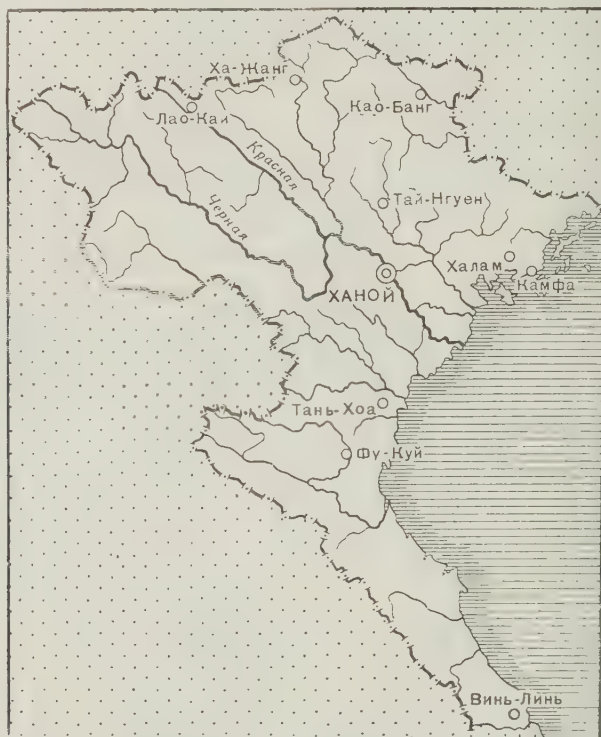 Ха-Жанг
Као-Банг
Лао-Кай
Красная
Тай-Нгуен
Черная
Халам
Камфа
ХАНОЙ
Тань-Хоа
Фу-Куй
Винь-Линь